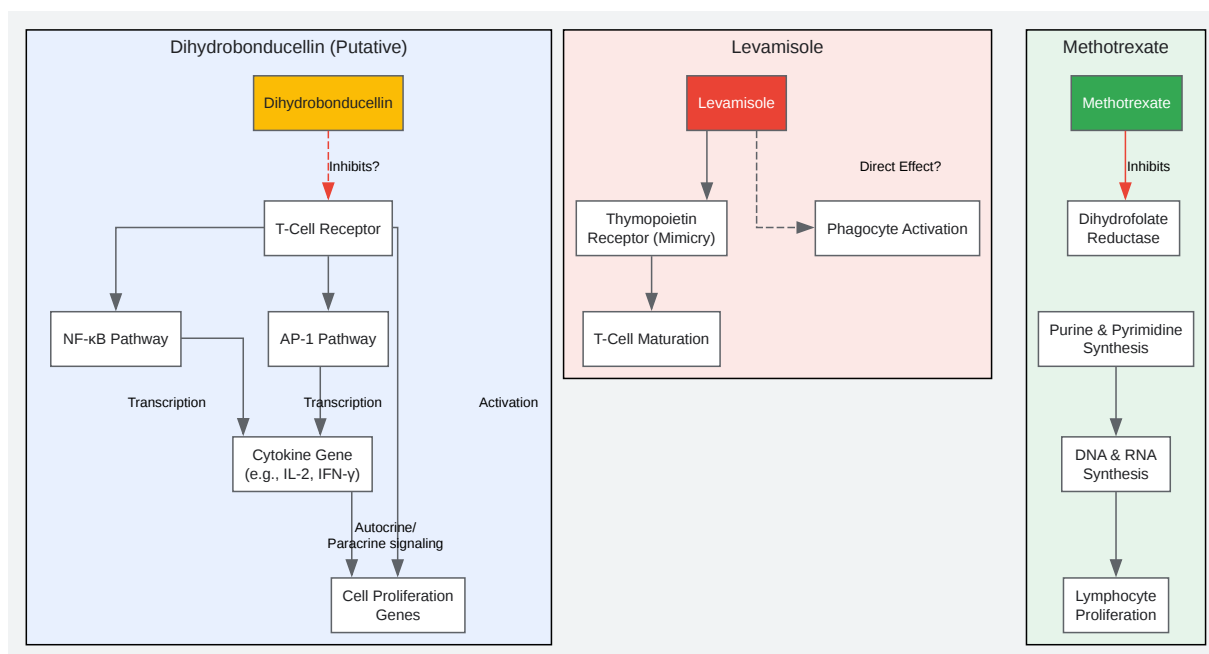 Dihydrobonducellin (Putative)
Dihydrobonducellin
Inhibits?
T-Cell Receptor
NF-κB Pathway
AP-1 Pathway
Transcription
Transcription
Activation
Cytokine Gene
(e.g., IL-2, IFN-γ)
Autocrine/
Paracrine signaling
Cell Proliferation
Genes
Levamisole
Levamisole
Direct Effect?
Thymopoietin
Receptor (Mimicry)
Phagocyte Activation
T-Cell Maturation
Methotrexate
Methotrexate
Inhibits
Dihydrofolate
Reductase
Purine & Pyrimidine
Synthesis
DNA & RNA
Synthesis
Lymphocyte
Proliferation